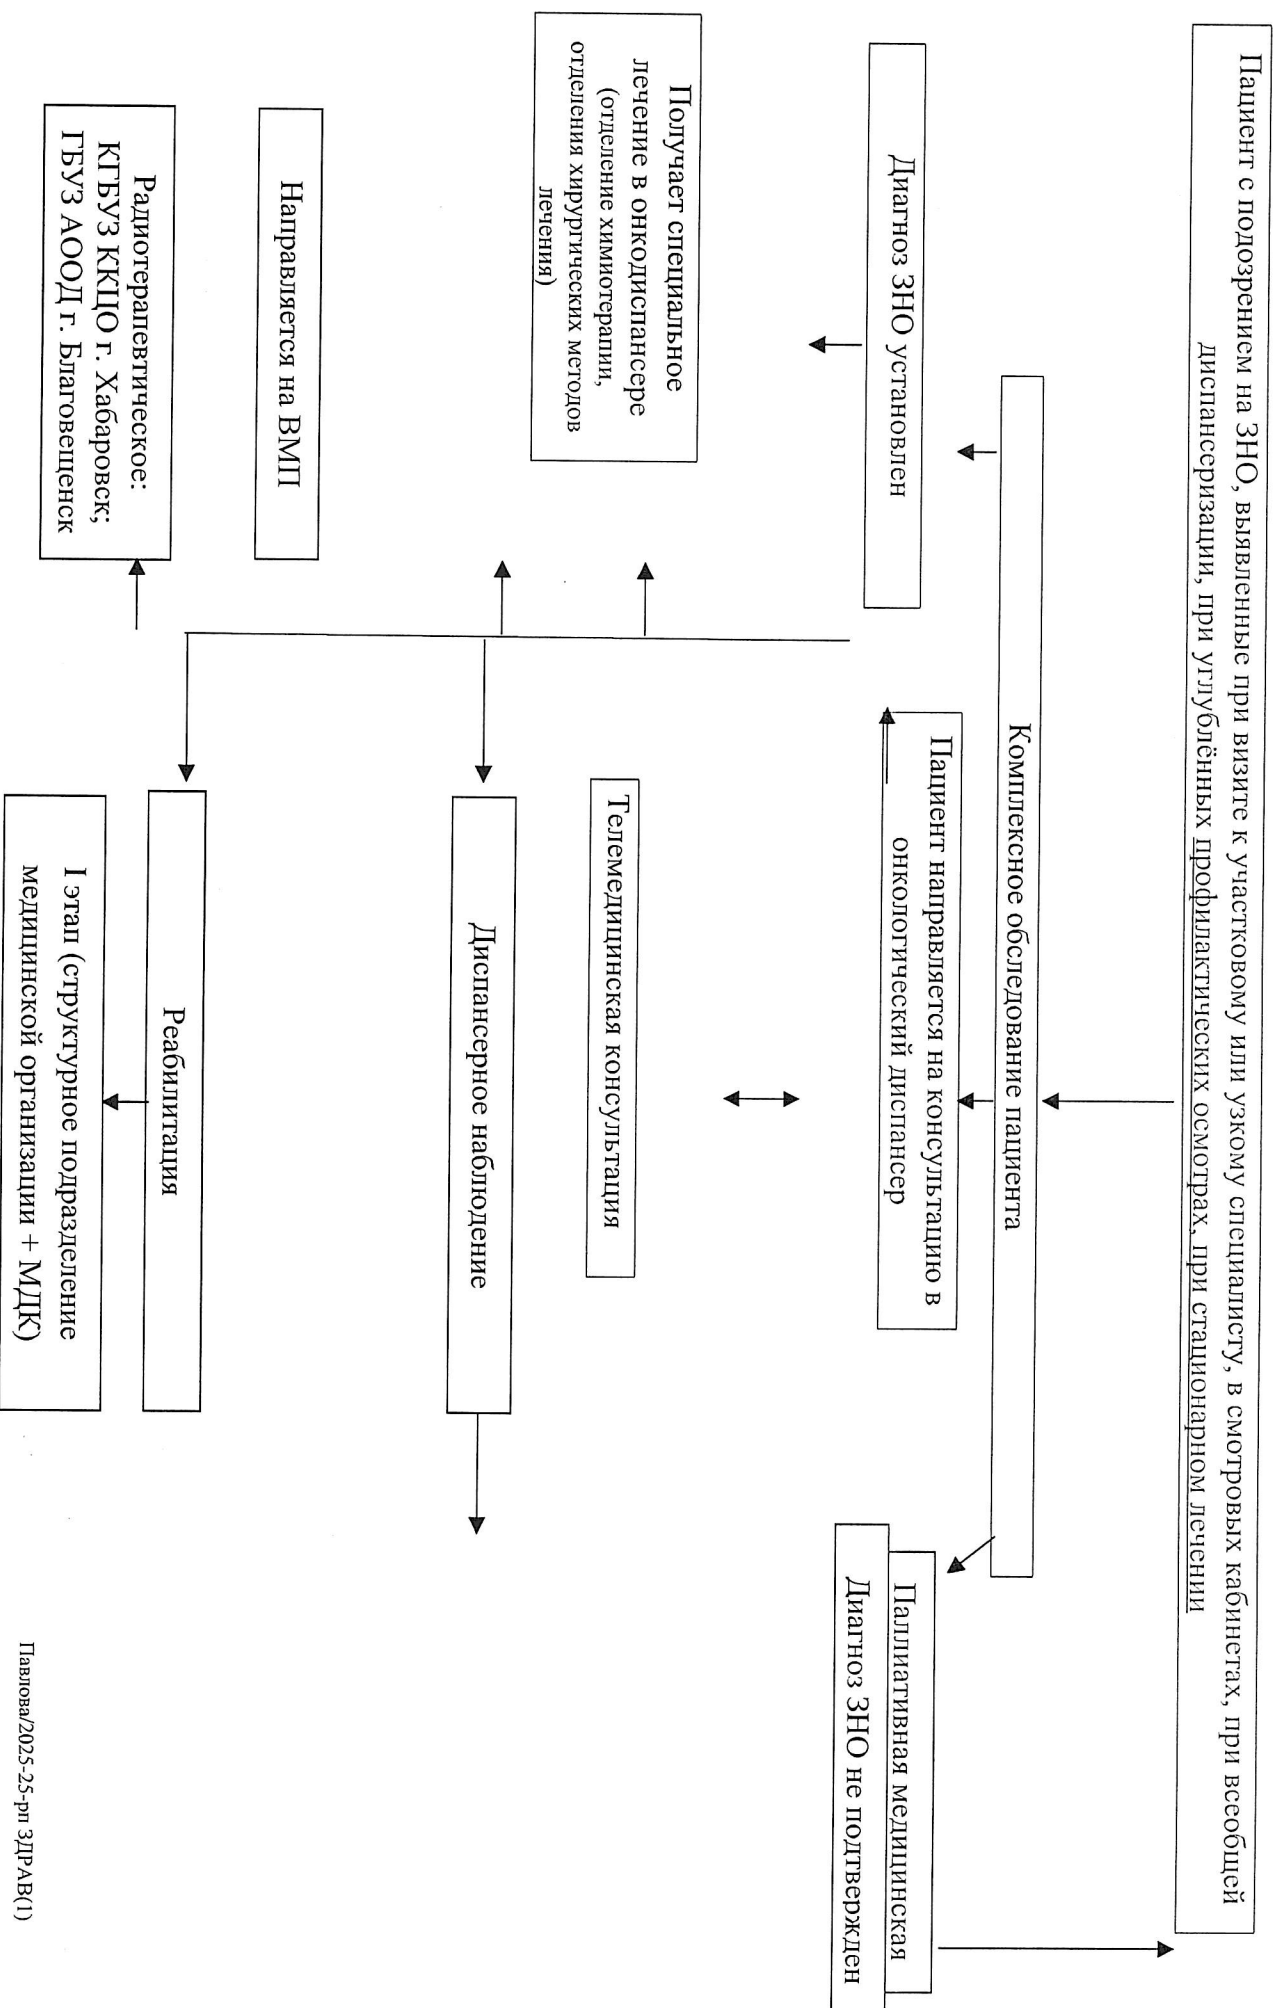 Пациент с подозрением на ЗНО, выявленные при визите к участковому или узкому специалисту, в смотровых кабинетах, при всеобщей
диспансеризации, при углублённых профилактических осмотрах, при стационарном лечении
Комплексное обследование пациента
Диагноз ЗНО установлен
Пациент направляется на консультацию в
онкологический диспансер
Паллиативная медицинская
Диагноз ЗНО не подтвержден
Получает специальное
лечение в онкодиспансере
(отделение химиотерапии,
отделения хирургических методов
лечения)
Телемедицинская консультация
Диспансерное наблюдение
Направляется на ВМП
Радиотерапевтическое:
КГБУЗ ККЦО г. Хабаровск;
ГБУЗ АООД г. Благовещенск
Реабилитация
I этап (структурное подразделение
медицинской организации + МДК)
Павлова/2025-25-рп ЗДРАВ(1)